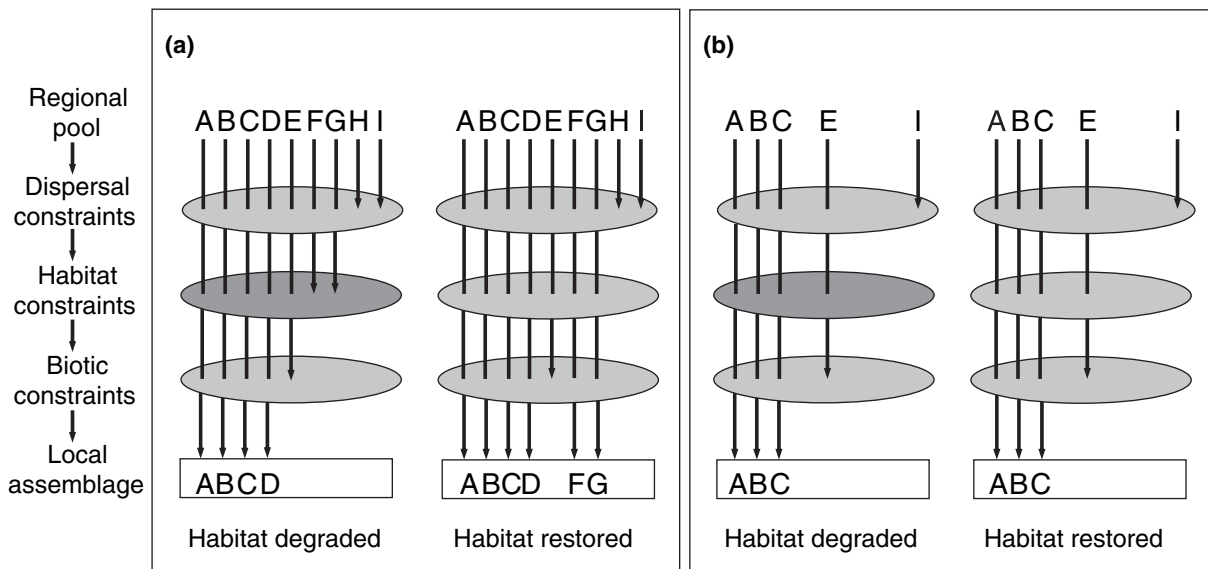 Regional
pool
Dispersal
constraints
Habitat
constraints
Biotic
constraints
Local
assemblage
(a)
ABCDEFGHI
ABCD
Habitat degraded
ABCDEFGHI
ABCD FG
Habitat restored
(b)
ABC E I
ABC
Habitat degraded
ABC E I
ABC
Habitat restored